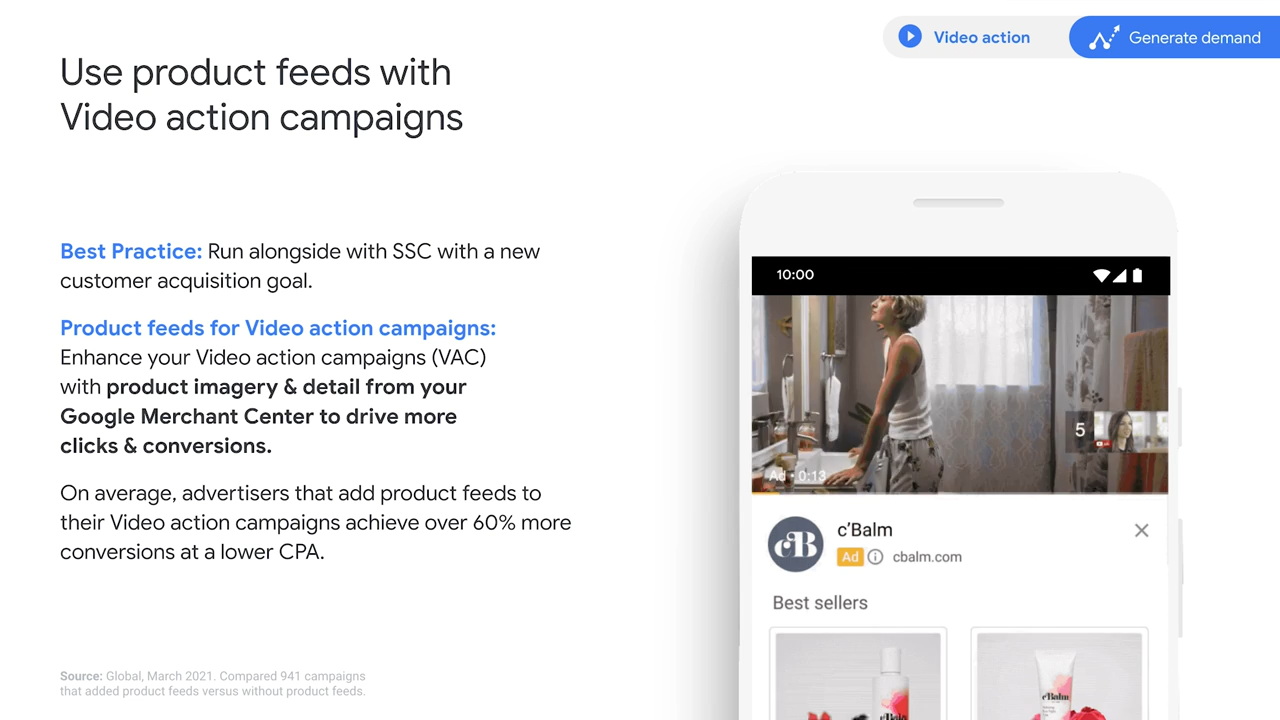 Video action
Generate demand
Use product feeds with
Video action campaigns
Best Practice: Run alongside with SSC with a new
customer acquisition goal.
Product feeds for Video action campaigns:
Enhance your Video action campaigns (VAC)
with product imagery & detail from your
Google Merchant Center to drive more
clicks & conversions.
On average, advertisers that add product feeds to
their Video action campaigns achieve over 60% more
conversions at a lower CPA.
Source: Global, March 2021. Compared 941 campaigns
that added product feeds versus without product feeds.
10:00
5
Ad • 0:13
cB
c’Balm
Ad cbalm.com
Best sellers
c'Balm
c'Balm